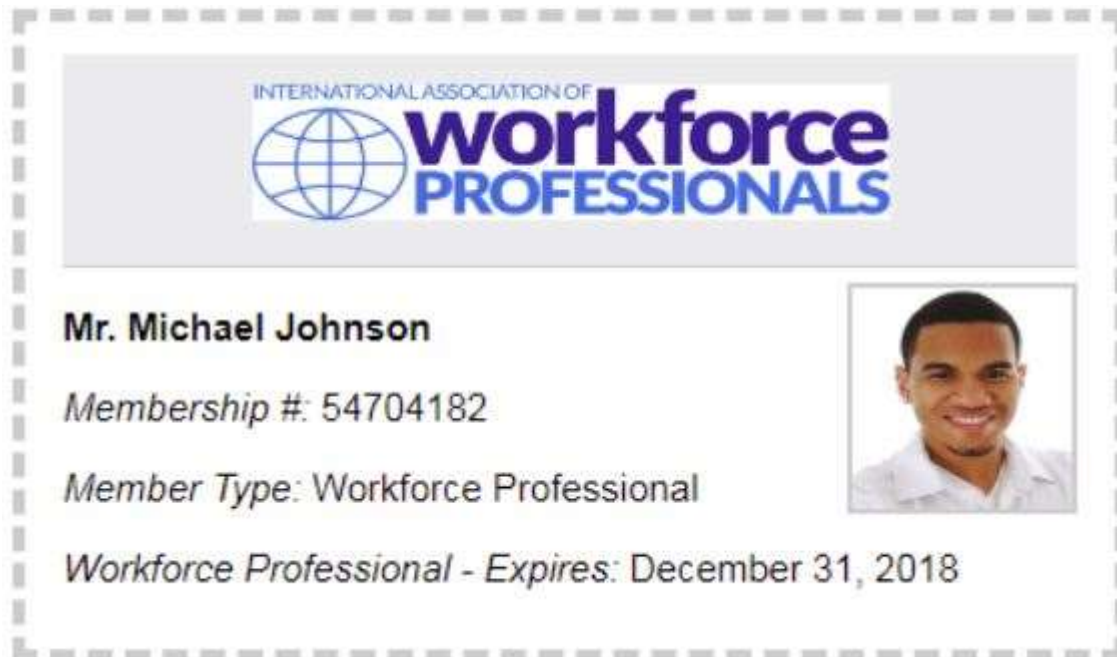 INTERNATIONAL ASSOCIATION OF
workforce
PROFESSIONALS
Mr. Michael Johnson
Membership #: 54704182
Member Type: Workforce Professional
Workforce Professional - Expires: December 31, 2018